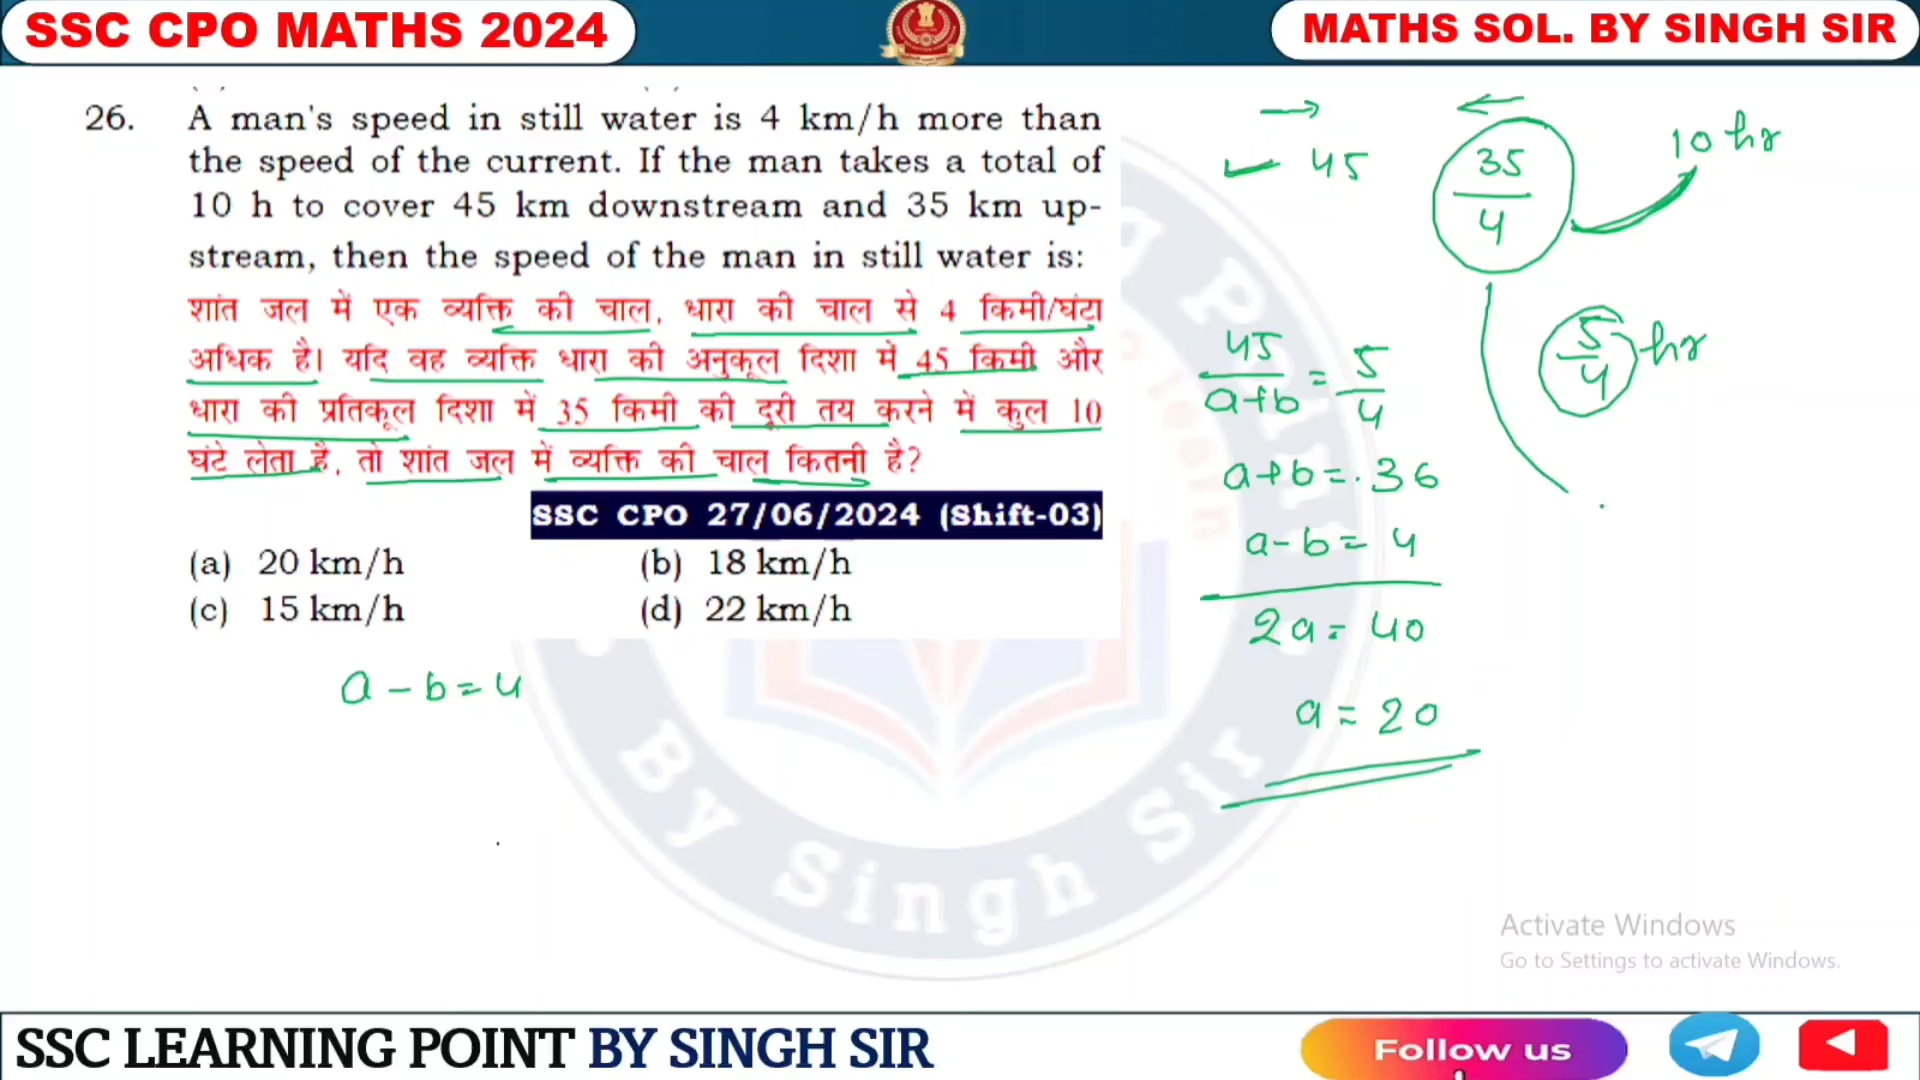 SSC CPO MATHS 2024
MATHS SOL. BY SINGH SIR
26. A man's speed in still water is 4 km/h more than
the speed of the current. If the man takes a total of
10 h to cover 45 km downstream and 35 km up-
stream, then the speed of the man in still water is:
शांत जल में एक व्यक्ति की चाल, धारा की चाल से 4 किमी/घंटा
अधिक है। यदि वह व्यक्ति धारा की अनुकूल दिशा में 45 किमी और
धारा की प्रतिकूल दिशा में 35 किमी की दूरी तय करने में कुल 10
घंटे लेता है, तो शांत जल में व्यक्ति की चाल कितनी है?
SSC CPO 27/06/2024 (Shift-03)
(a) 20 km/h (b) 18 km/h
(c) 15 km/h (d) 22 km/h
a - b = 4
45
35
4
10 hr
5
4 hr
45
a+b
=
5
4
a+b = 36
a-b = 4
2a = 40
a = 20
By Singh Sir
Activate Windows
Go to Settings to activate Windows.
SSC LEARNING POINT BY SINGH SIR
Follow us